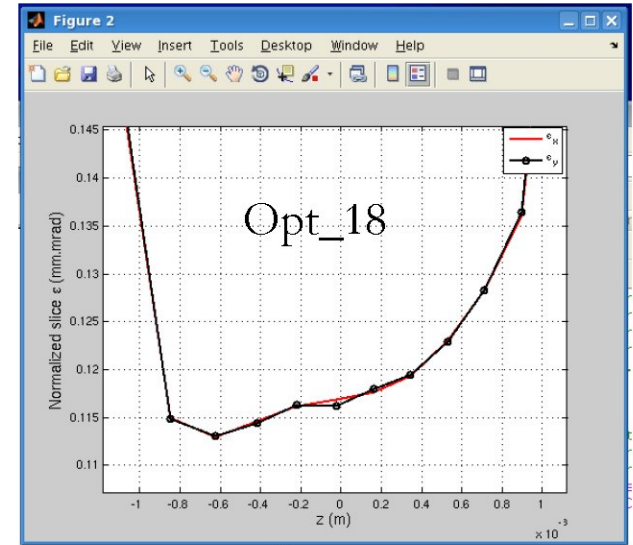 Figure 2
File Edit View Insert Tools Desktop Window Help
0.145
0.14
0.135
0.13
0.125
0.12
0.115
0.11
Normalized slice ε (mm.mrad)
Opt_18
εx
εy
-1 -0.8 -0.6 -0.4 -0.2 0 0.2 0.4 0.6 0.8 1
z (m)
x 10⁻³